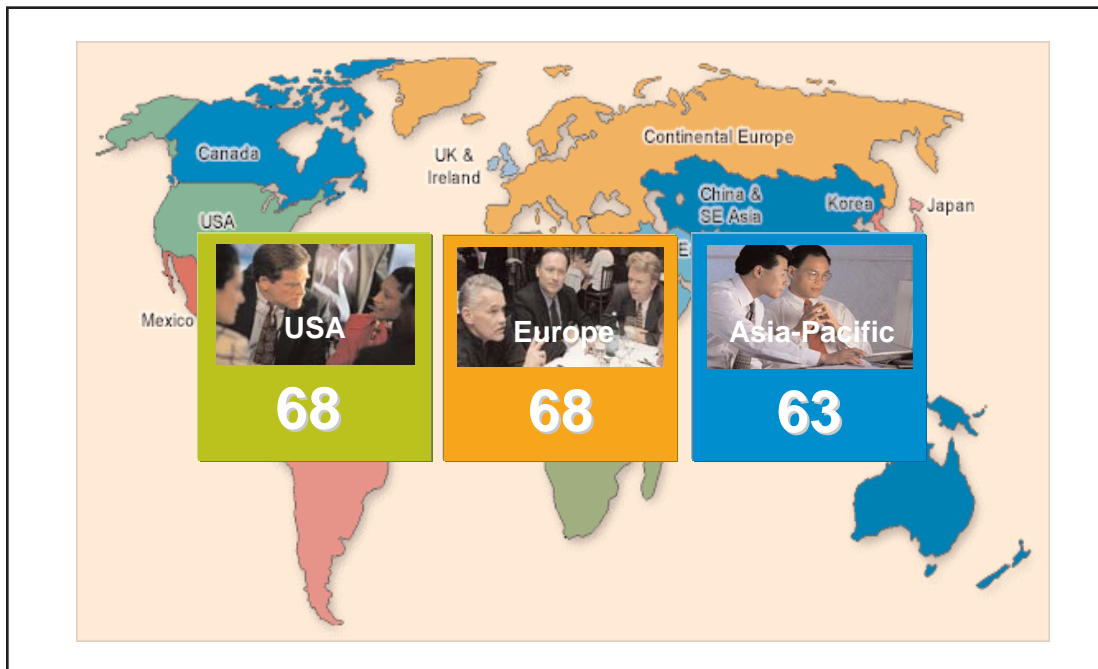 Canada
UK &
Ireland
Continental Europe
USA
China &
SE Asia
Korea
Japan
Mexico
E
USA
Europe
Asia-Pacific
68
68
63